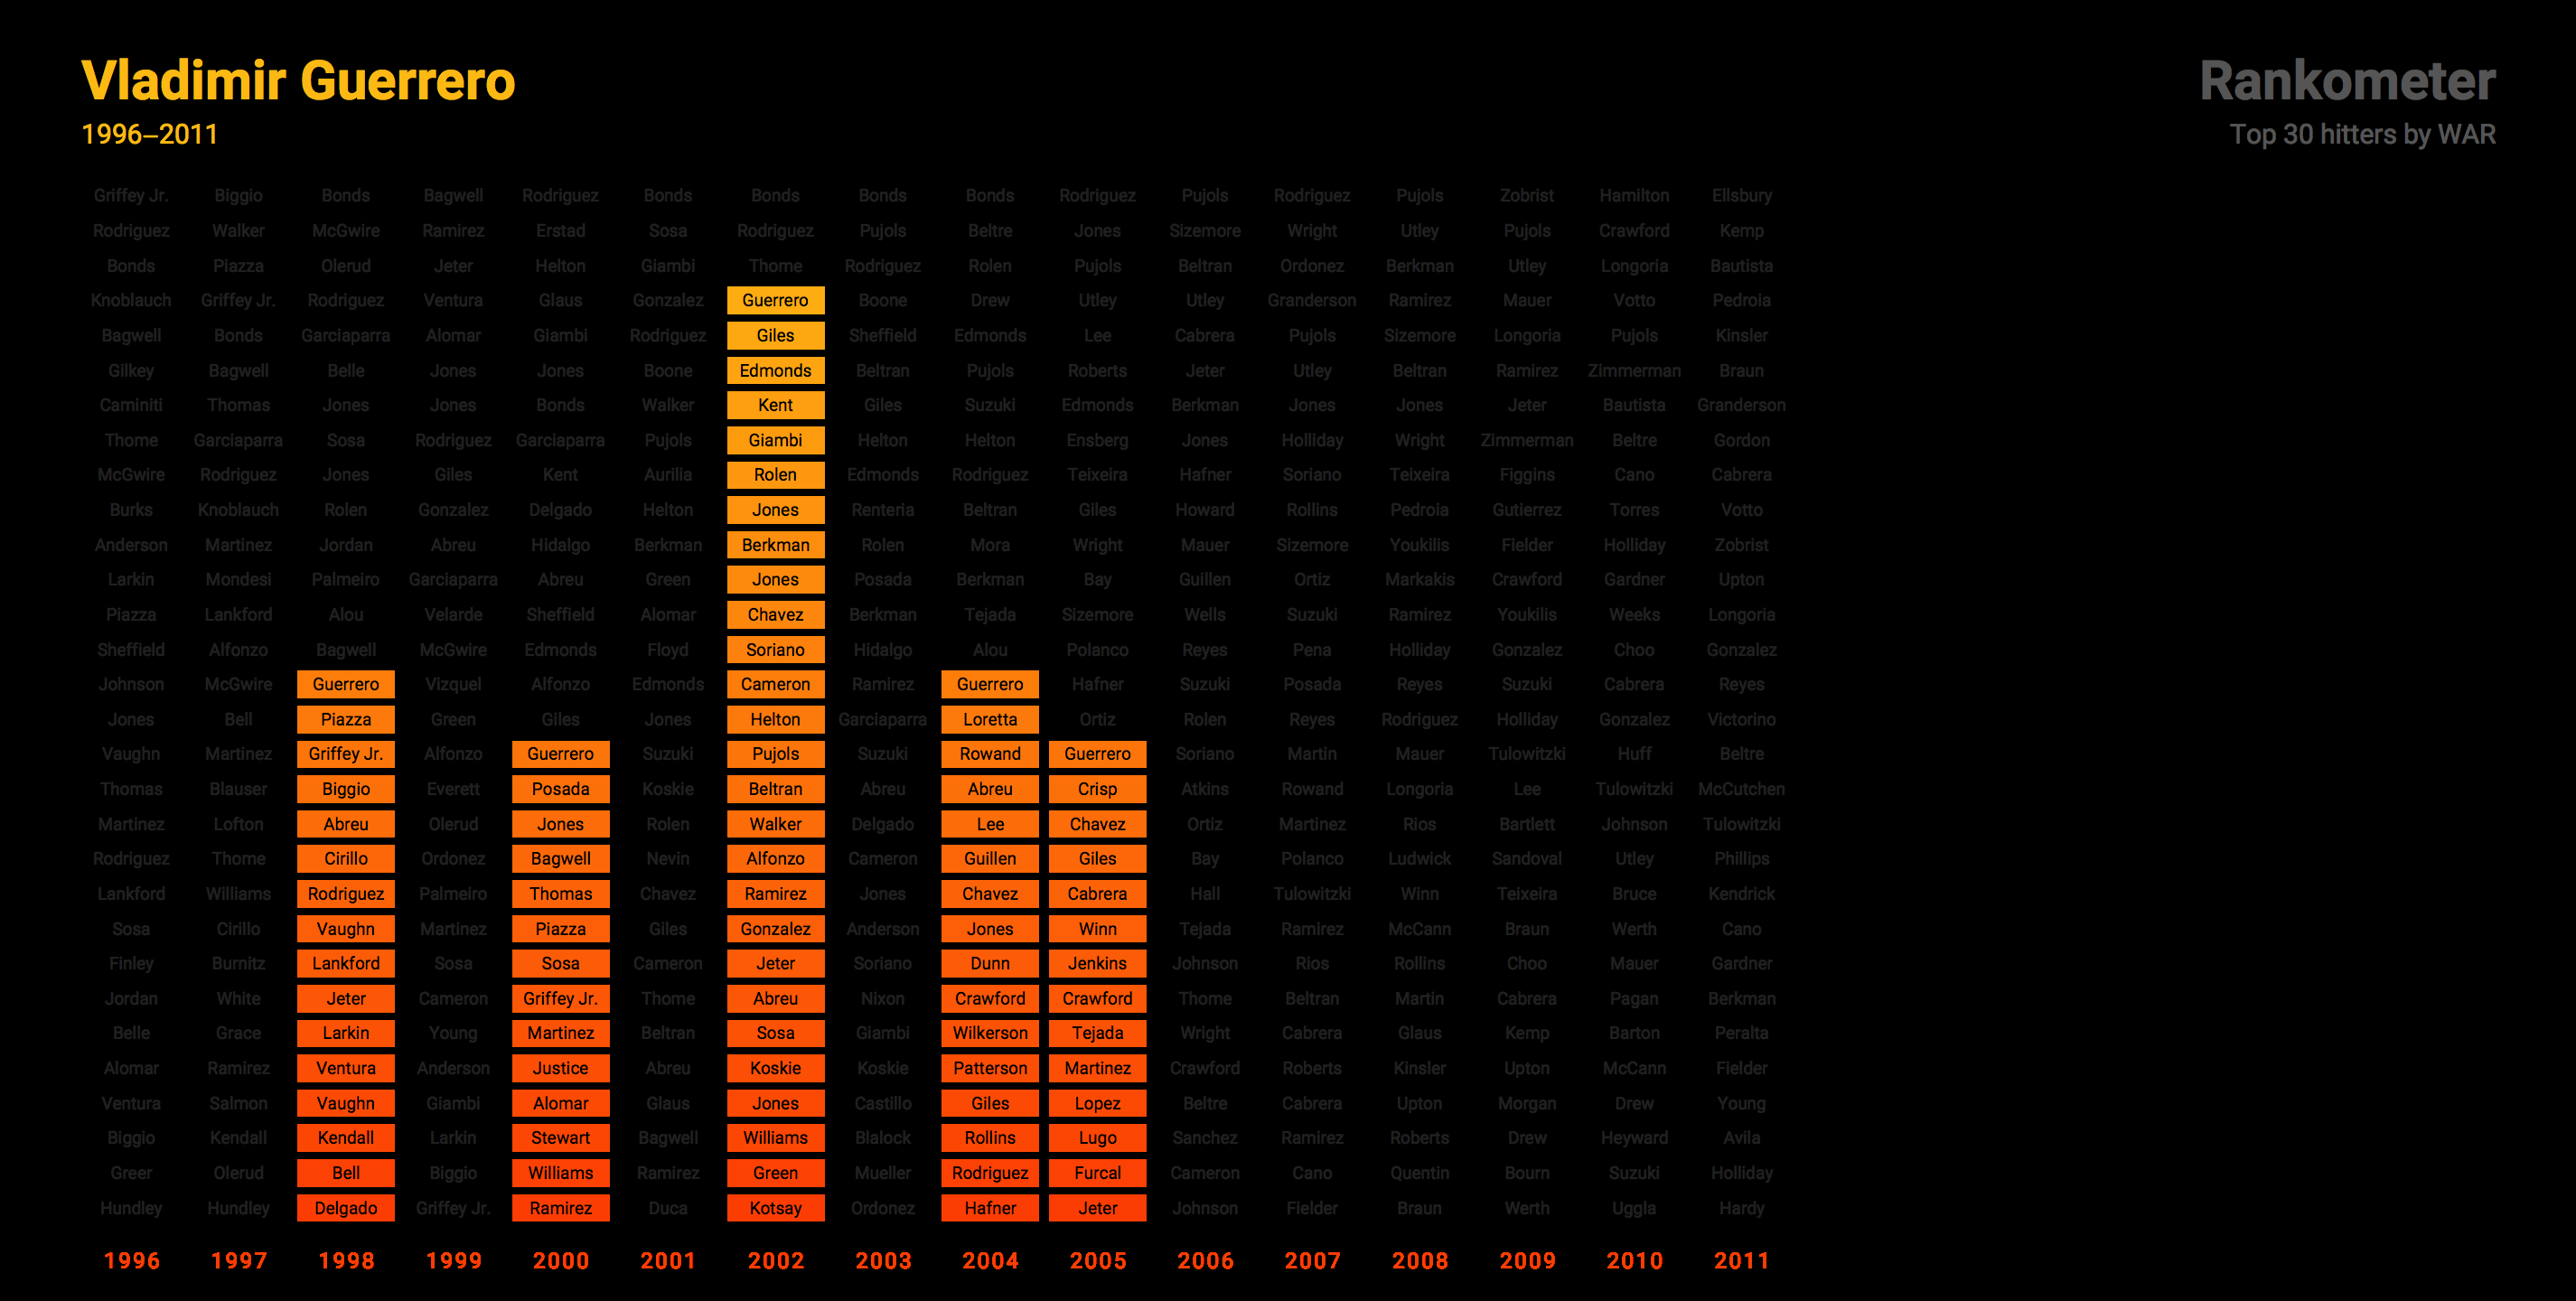 Vladimir Guerrero
1996–2011
Rankometer
Top 30 hitters by WAR
Griffey Jr. Biggio Bonds Bagwell Rodriguez Bonds Bonds Bonds Bonds Rodriguez Pujols Rodriguez Pujols Zobrist Hamilton Ellsbury
Rodriguez Walker McGwire Ramirez Erstad Sosa Rodriguez Pujols Beltre Jones Sizemore Wright Utley Pujols Crawford Kemp
Bonds Piazza Olerud Jeter Helton Giambi Thome Rodriguez Rolen Pujols Beltran Ordonez Berkman Utley Longoria Bautista
Knoblauch Griffey Jr. Rodriguez Ventura Glaus Gonzalez Guerrero Boone Drew Utley Utley Granderson Ramirez Mauer Votto Pedroia
Bagwell Bonds Garciaparra Alomar Giambi Rodriguez Giles Sheffield Edmonds Lee Cabrera Pujols Sizemore Longoria Pujols Kinsler
Gilkey Bagwell Belle Jones Jones Boone Edmonds Beltran Pujols Roberts Jeter Utley Beltran Ramirez Zimmerman Braun
Caminiti Thomas Jones Jones Bonds Walker Kent Giles Suzuki Edmonds Berkman Jones Jones Jeter Bautista Granderson
Thome Garciaparra Sosa Rodriguez Garciaparra Pujols Giambi Helton Helton Ensberg Jones Holliday Wright Zimmerman Beltre Gordon
McGwire Rodriguez Jones Giles Kent Aurilia Rolen Edmonds Rodriguez Teixeira Hafner Soriano Teixeira Figgins Cano Cabrera
Burks Knoblauch Rolen Gonzalez Delgado Helton Jones Renteria Beltran Giles Howard Rollins Pedroia Gutierrez Torres Votto
Anderson Martinez Jordan Abreu Hidalgo Berkman Berkman Rolen Mora Wright Mauer Sizemore Youkilis Fielder Holliday Zobrist
Larkin Mondesi Palmeiro Garciaparra Abreu Green Jones Posada Berkman Bay Guillen Ortiz Markakis Crawford Gardner Upton
Piazza Lankford Alou Velarde Sheffield Alomar Chavez Berkman Tejada Sizemore Wells Suzuki Ramirez Youkilis Weeks Longoria
Sheffield Alfonzo Bagwell McGwire Edmonds Floyd Soriano Hidalgo Alou Polanco Reyes Pena Holliday Gonzalez Choo Gonzalez
Johnson McGwire Guerrero Vizquel Alfonzo Edmonds Cameron Ramirez Guerrero Hafner Suzuki Posada Reyes Suzuki Cabrera Reyes
Jones Bell Piazza Green Giles Jones Helton Garciaparra Loretta Ortiz Rolen Reyes Rodriguez Holliday Gonzalez Victorino
Vaughn Martinez Griffey Jr. Alfonzo Guerrero Suzuki Pujols Suzuki Rowand Guerrero Soriano Martin Mauer Tulowitzki Huff Beltre
Thomas Blauser Biggio Everett Posada Koskie Beltran Abreu Abreu Crisp Atkins Rowand Longoria Lee Tulowitzki McCutchen
Martinez Lofton Abreu Olerud Jones Rolen Walker Delgado Lee Chavez Ortiz Martinez Rios Bartlett Johnson Tulowitzki
Rodriguez Thome Cirillo Ordonez Bagwell Nevin Alfonzo Cameron Guillen Giles Bay Polanco Ludwick Sandoval Utley Phillips
Lankford Williams Rodriguez Palmeiro Thomas Chavez Ramirez Jones Chavez Cabrera Hall Tulowitzki Winn Teixeira Bruce Kendrick
Sosa Cirillo Vaughn Martinez Piazza Giles Gonzalez Anderson Jones Winn Tejada Ramirez McCann Braun Werth Cano
Finley Burnitz Lankford Sosa Sosa Cameron Jeter Soriano Dunn Jenkins Johnson Rios Rollins Choo Mauer Gardner
Jordan White Jeter Cameron Griffey Jr. Thome Abreu Nixon Crawford Crawford Thome Beltran Martin Cabrera Pagan Berkman
Belle Grace Larkin Young Martinez Beltran Sosa Giambi Wilkerson Tejada Wright Cabrera Glaus Kemp Barton Peralta
Alomar Ramirez Ventura Anderson Justice Abreu Koskie Koskie Patterson Martinez Crawford Roberts Kinsler Upton McCann Fielder
Ventura Salmon Vaughn Giambi Alomar Glaus Jones Castillo Giles Lopez Beltre Cabrera Upton Morgan Drew Young
Biggio Kendall Kendall Larkin Stewart Bagwell Williams Blalock Rollins Lugo Sanchez Ramirez Roberts Drew Heyward Avila
Greer Olerud Bell Biggio Williams Ramirez Green Mueller Rodriguez Furcal Cameron Cano Quentin Bourn Suzuki Holliday
Hundley Hundley Delgado Griffey Jr. Ramirez Duca Kotsay Ordonez Hafner Jeter Johnson Fielder Braun Werth Uggla Hardy
1996 1997 1998 1999 2000 2001 2002 2003 2004 2005 2006 2007 2008 2009 2010 2011